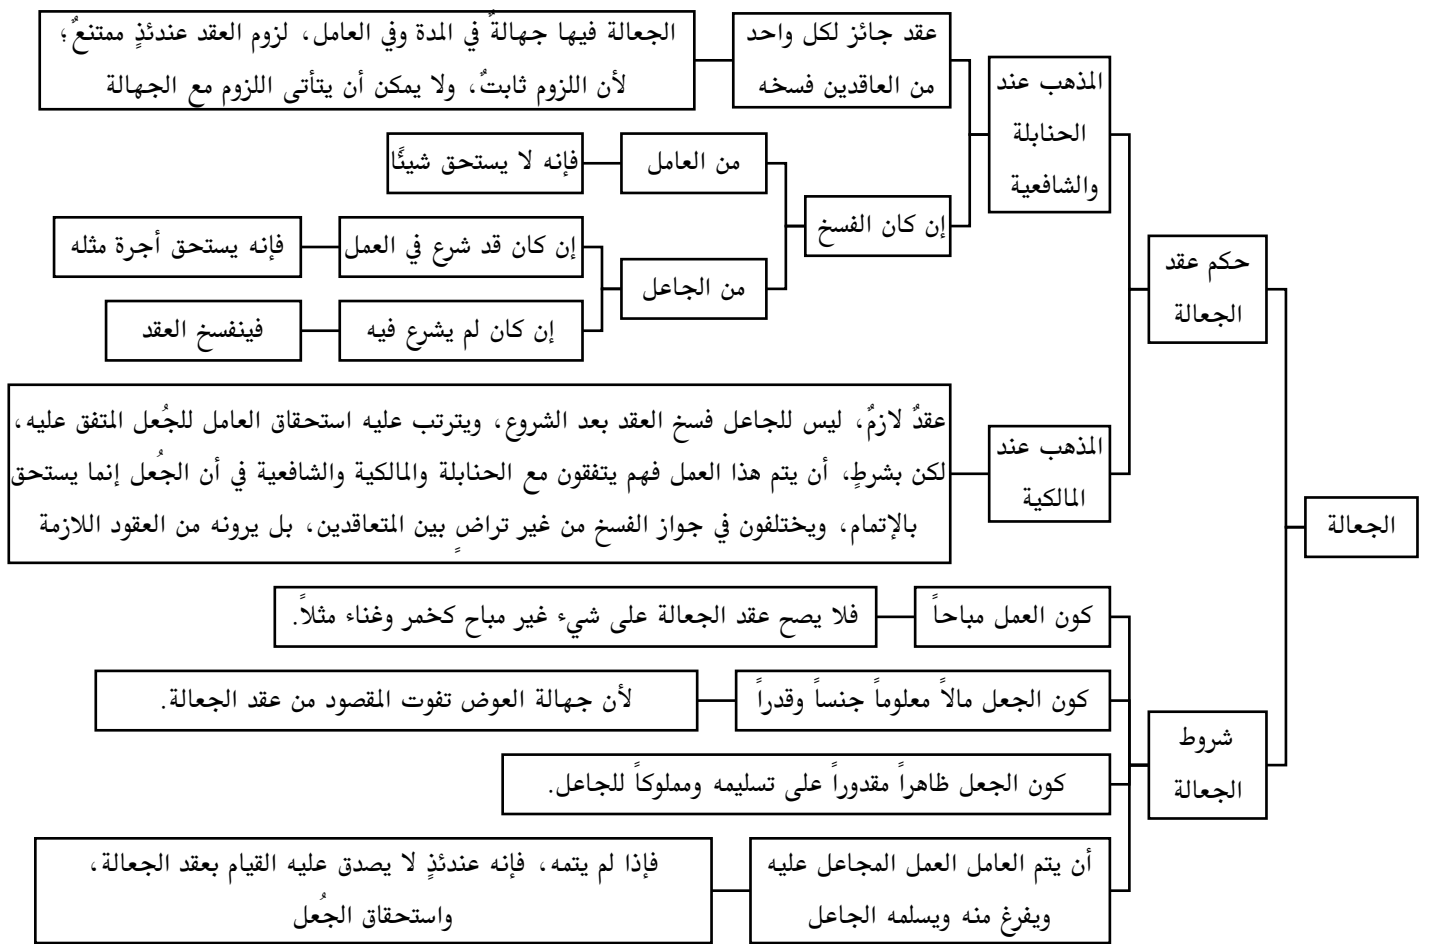 الجعالة
حكم عقد
الجعالة
المذهب عند
الحنابلة
والشافعية
عقد جائز لكل واحد
من العاقدين فسخه
الجعالة فيها جهالةٌ في المدة وفي العامل، لزوم العقد عندئذٍ ممتنعٌ؛
لأن اللزوم ثابتٌ، ولا يمكن أن يتأتى اللزوم مع الجهالة
إن كان الفسخ
من العامل
فإنه لا يستحق شيئًا
من الجاعل
إن كان قد شرع في العمل
فإنه يستحق أجرة مثله
إن كان لم يشرع فيه
فينفسخ العقد
المذهب عند
المالكية
عقدٌ لازمٌ، ليس للجاعل فسخ العقد بعد الشروع، ويترتب عليه استحقاق العامل للجُعل المتفق عليه،
لكن بشرطٍ، أن يتم هذا العمل فهم يتفقون مع الحنابلة والمالكية والشافعية في أن الجُعل إنما يستحق
بالإتمام، ويختلفون في جواز الفسخ من غير تراضٍ بين المتعاقدين، بل يرونه من العقود اللازمة
شروط
الجعالة
كون العمل مباحاً
فلا يصح عقد الجعالة على شيء غير مباح كخمر وغناء مثلاً.
كون الجعل مالاً معلوماً جنساً وقدراً
لأن جهالة العوض تفوت المقصود من عقد الجعالة.
كون الجعل ظاهراً مقدوراً على تسليمه ومملوكاً للجاعل.
أن يتم العامل العمل المجاعل عليه
ويفرغ منه ويسلمه الجاعل
فإذا لم يتمه، فإنه عندئذٍ لا يصدق عليه القيام بعقد الجعالة،
واستحقاق الجُعل